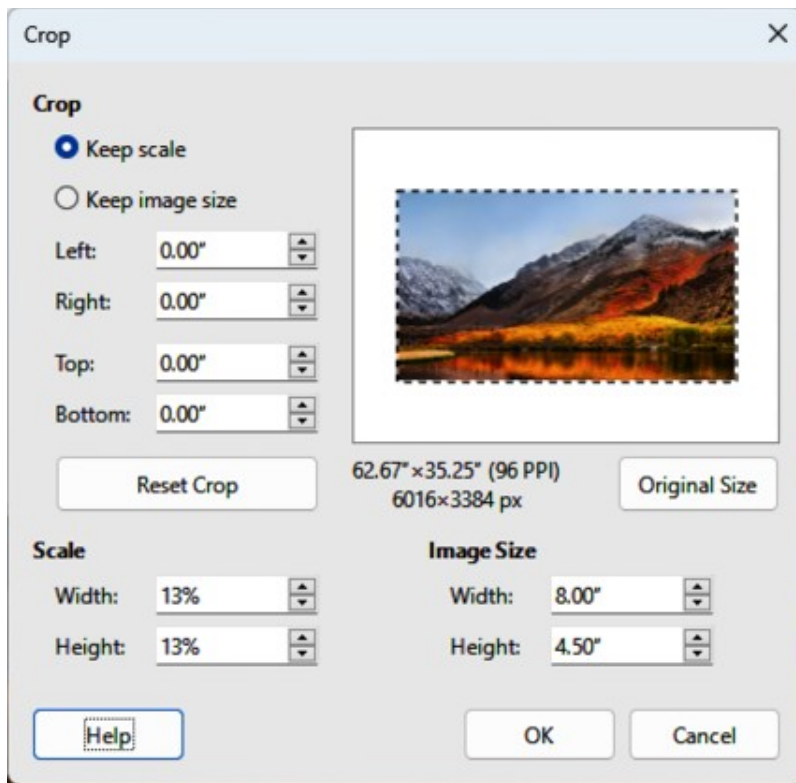 Crop
Crop
Keep scale
Keep image size
Left: 0.00″
Right: 0.00″
Top: 0.00″
Bottom: 0.00″
Reset Crop
62.67″×35.25″ (96 PPI)
6016×3384 px
Original Size
Scale
Width: 13%
Height: 13%
Image Size
Width: 8.00″
Height: 4.50″
Help
OK
Cancel